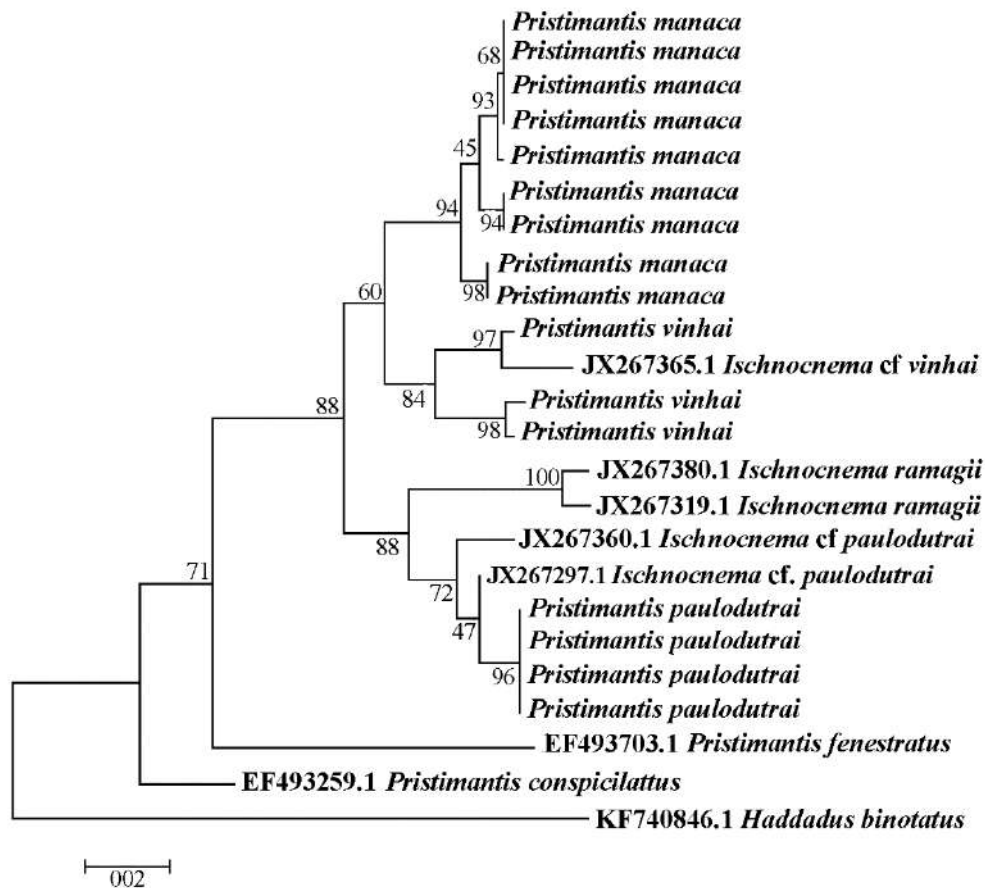 Pristimantis manaca
68
Pristimantis manaca
Pristimantis manaca
93
Pristimantis manaca
45
Pristimantis manaca
Pristimantis manaca
94
94
Pristimantis manaca
Pristimantis manaca
98
Pristimantis manaca
60
Pristimantis vinhai
97
JX267365.1 Ischnocnema cf vinhai
84
Pristimantis vinhai
88
98
Pristimantis vinhai
JX267380.1 Ischnocnema ramagii
100
JX267319.1 Ischnocnema ramagii
88
JX267360.1 Ischnocnema cf paulodutrai
71
JX267297.1 Ischnocnema cf. paulodutrai
72
Pristimantis paulodutrai
47
Pristimantis paulodutrai
96
Pristimantis paulodutrai
Pristimantis paulodutrai
EF493703.1 Pristimantis fenestratus
EF493259.1 Pristimantis conspicilattus
KF740846.1 Haddadus binotatus
002